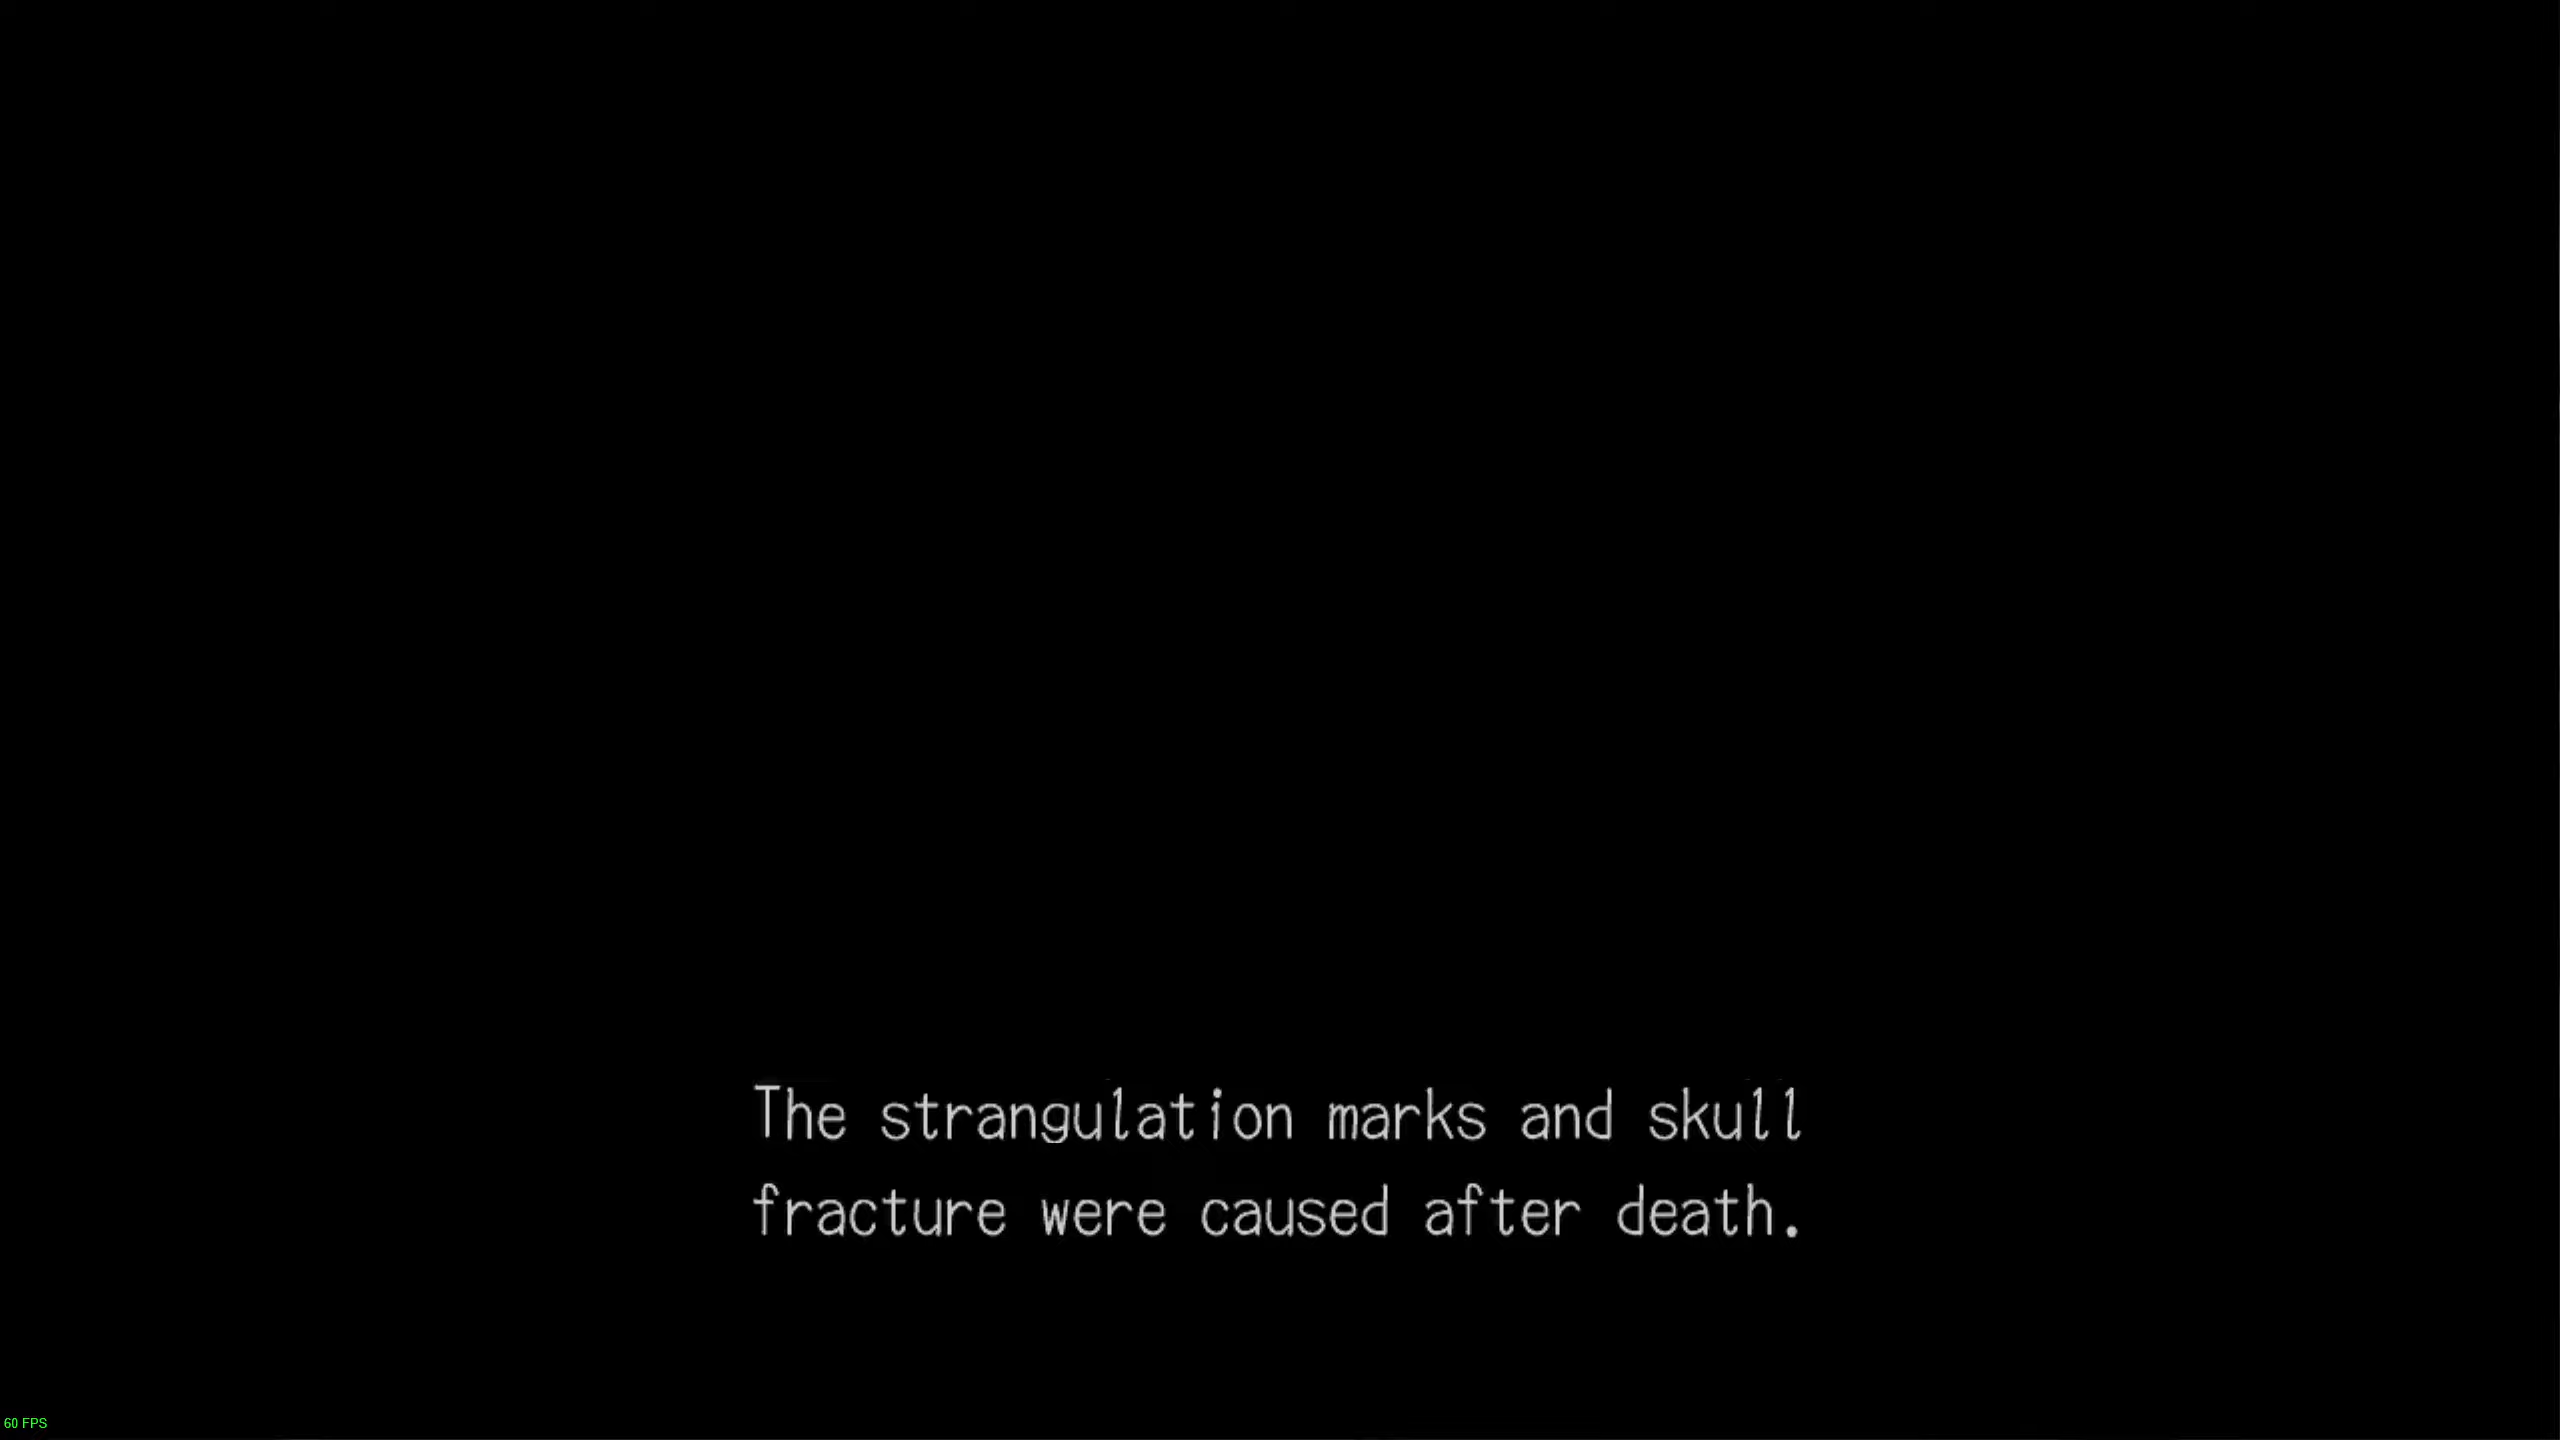 The strangulation marks and skull
fracture were caused after death.
60 FPS